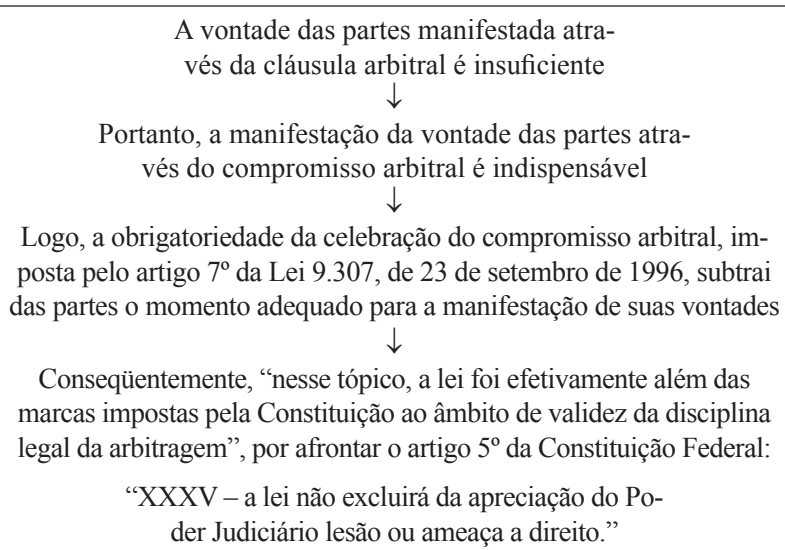 A vontade das partes manifestada atra-
vés da cláusula arbitral é insuficiente
↓
Portanto, a manifestação da vontade das partes atra-
vés do compromisso arbitral é indispensável
↓
Logo, a obrigatoriedade da celebração do compromisso arbitral, im-
posta pelo artigo 7º da Lei 9.307, de 23 de setembro de 1996, subtrai
das partes o momento adequado para a manifestação de suas vontades
↓
Conseqüentemente, “nesse tópico, a lei foi efetivamente além das
marcas impostas pela Constituição ao âmbito de validez da disciplina
legal da arbitragem”, por afrontar o artigo 5º da Constituição Federal:
“XXXV – a lei não excluirá da apreciação do Po-
der Judiciário lesão ou ameaça a direito.”